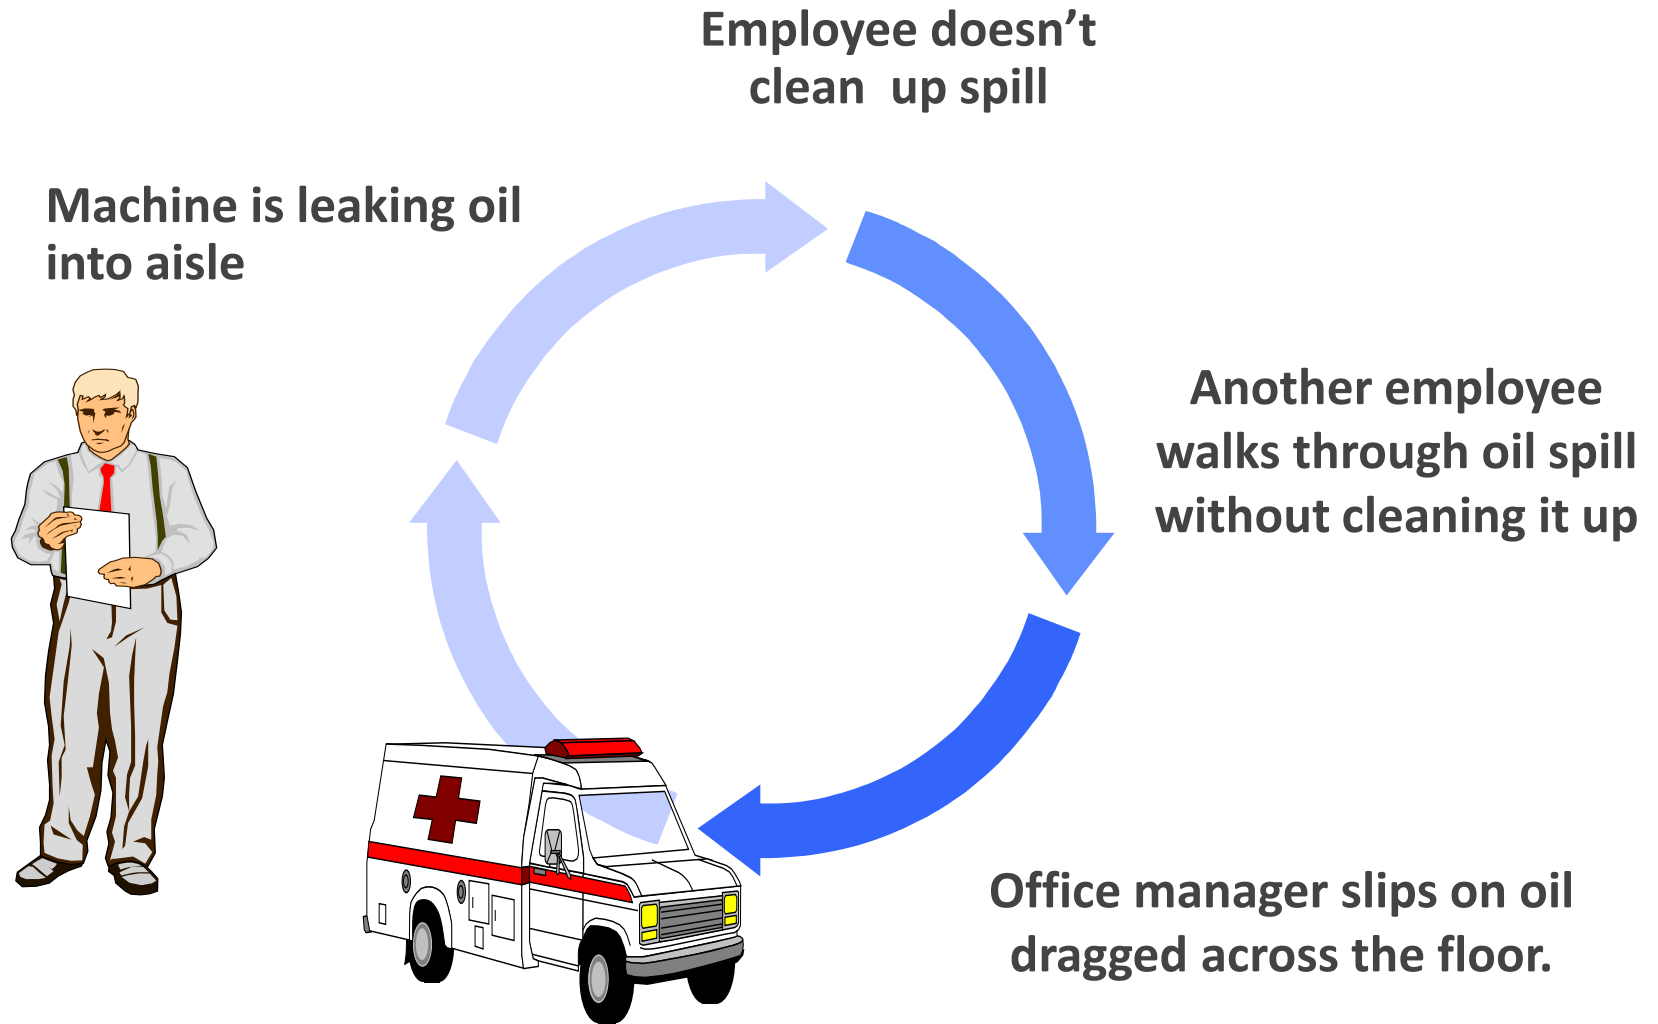 Employee doesn’t
clean up spill
Machine is leaking oil
into aisle
Another employee
walks through oil spill
without cleaning it up
Office manager slips on oil
dragged across the floor.